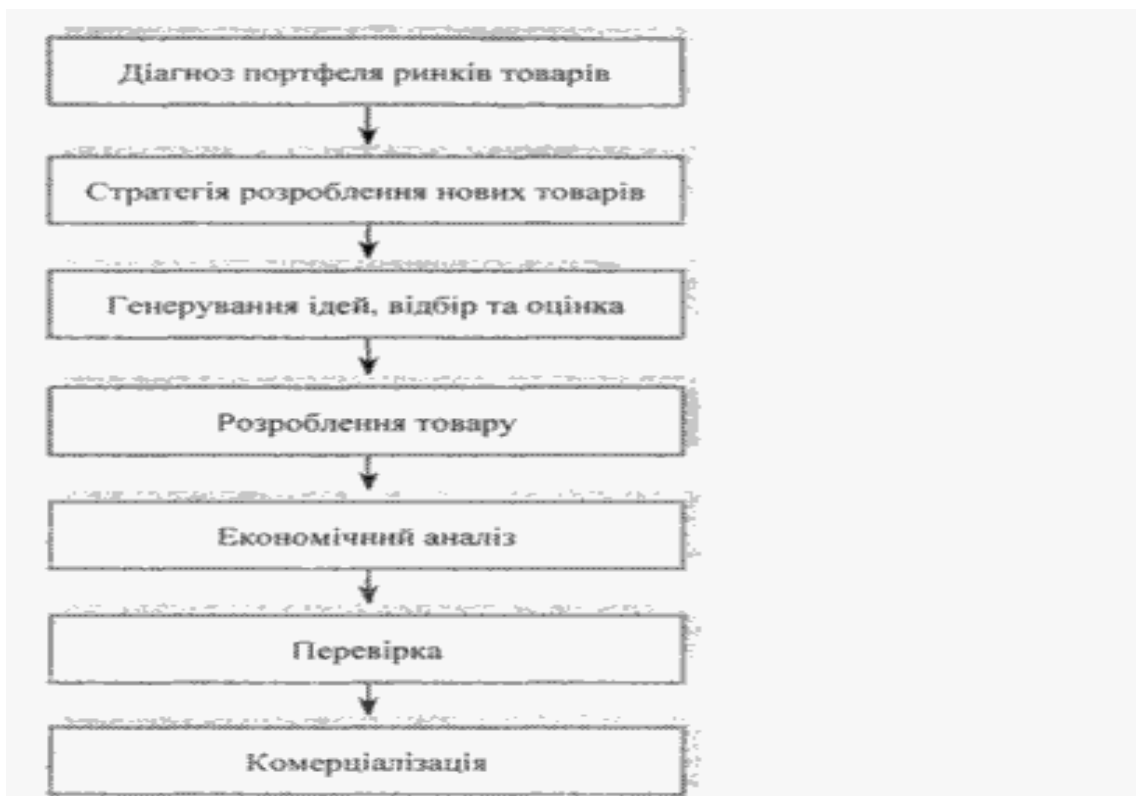 Діагноз портфеля ринків товарів
Стратегія розроблення нових товарів
Генерування ідей, відбір та оцінка
Розроблення товару
Економічний аналіз
Перевірка
Комерціалізація